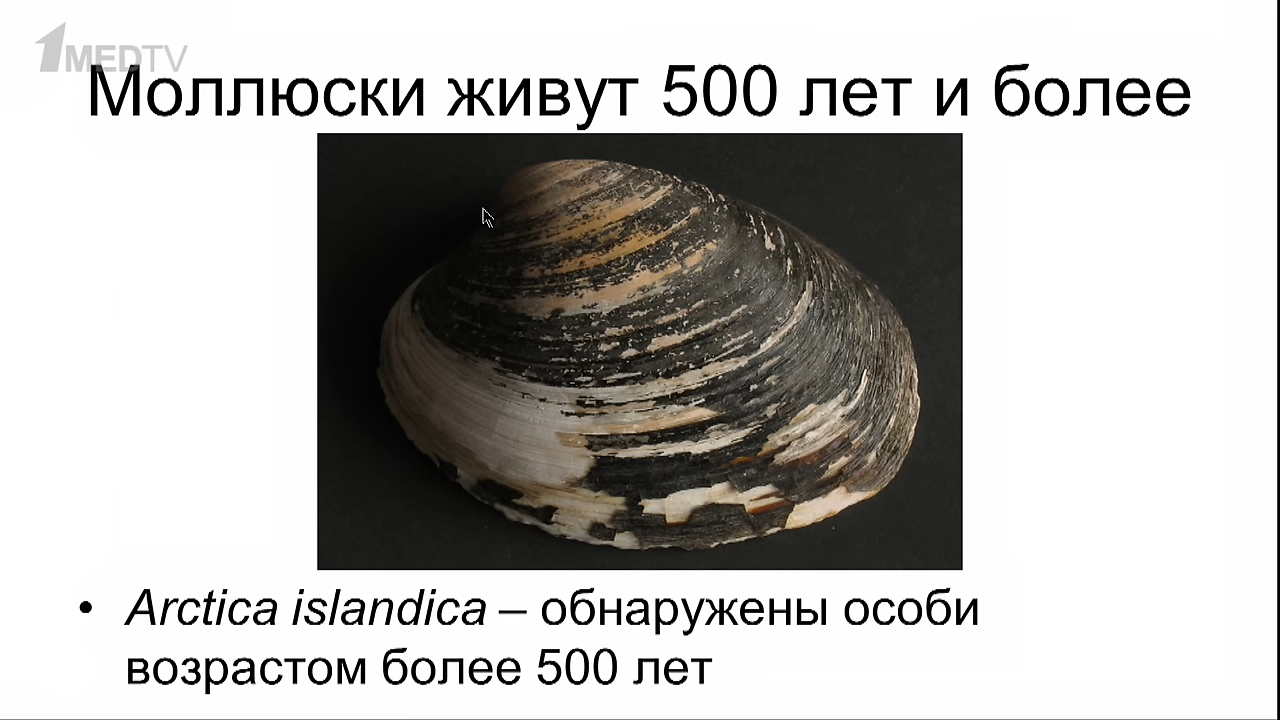 1MEDTV
Моллюски живут 500 лет и более
• Arctica islandica – обнаружены особи
возрастом более 500 лет